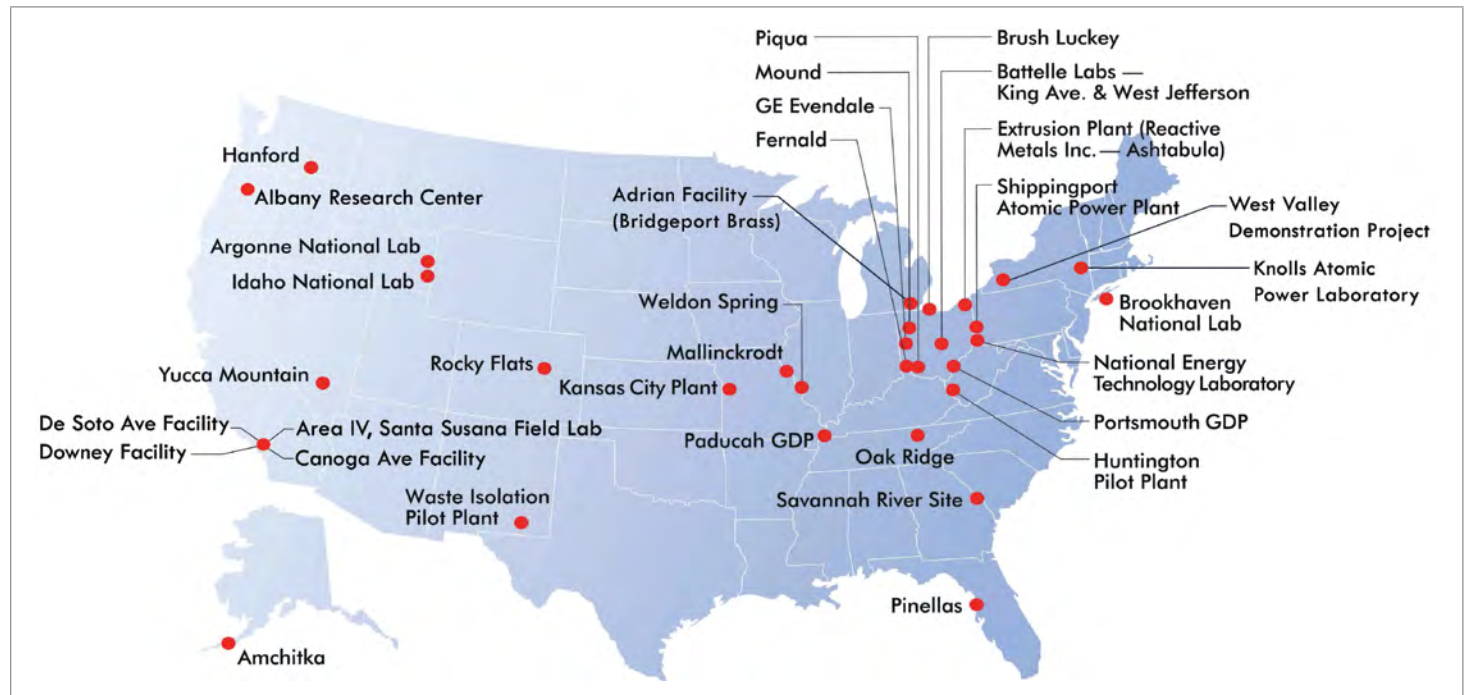 Piqua
Mound
GE Evendale
Fernald
Brush Luckey
Battelle Labs —
King Ave. & West Jefferson
Extrusion Plant (Reactive
Metals Inc. — Ashtabula)
Shippingport
Atomic Power Plant
West Valley
Demonstration Project
Knolls Atomic
Power Laboratory
Brookhaven
National Lab
National Energy
Technology Laboratory
Portsmouth GDP
Huntington
Pilot Plant
Hanford
Albany Research Center
Argonne National Lab
Idaho National Lab
Adrian Facility
(Bridgeport Brass)
Weldon Spring
Mallinckrodt
Kansas City Plant
Rocky Flats
Yucca Mountain
De Soto Ave Facility
Downey Facility
Area IV, Santa Susana Field Lab
Canoga Ave Facility
Paducah GDP
Oak Ridge
Waste Isolation
Pilot Plant
Savannah River Site
Pinellas
Amchitka